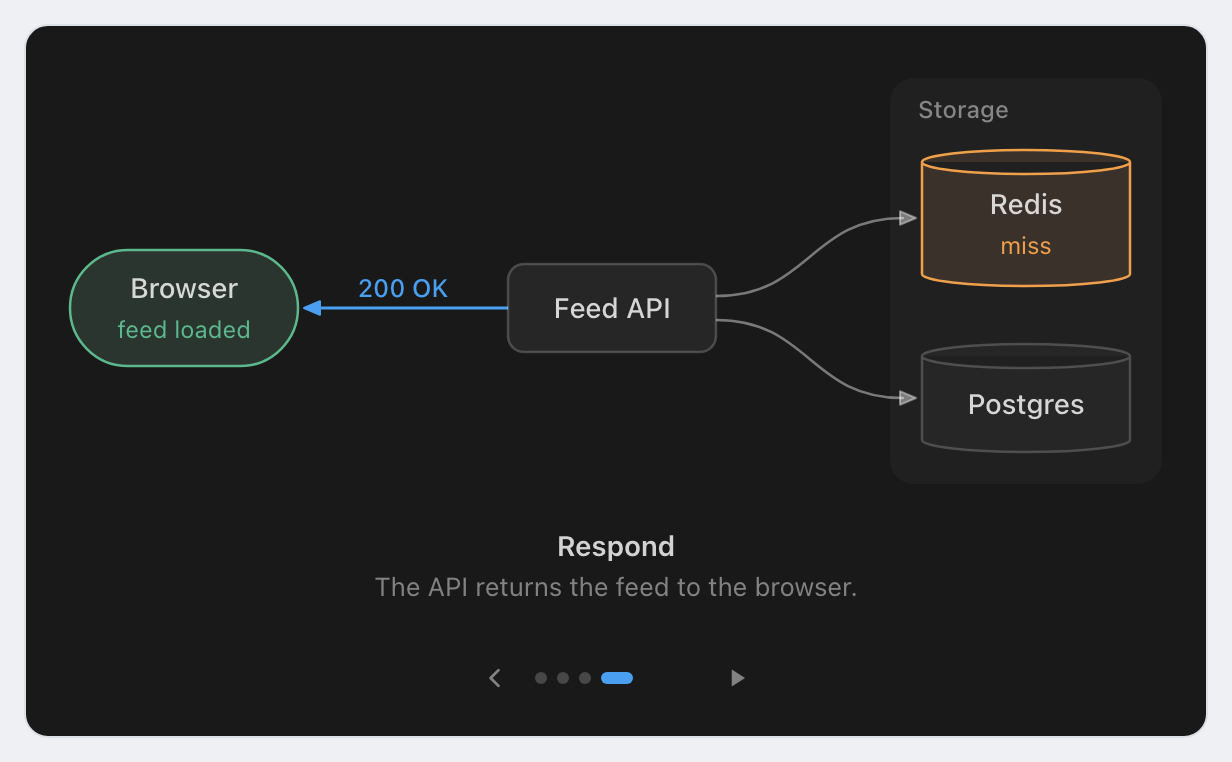 Storage
Redis
miss
Browser
feed loaded
200 OK
Feed API
Postgres
Respond
The API returns the feed to the browser.